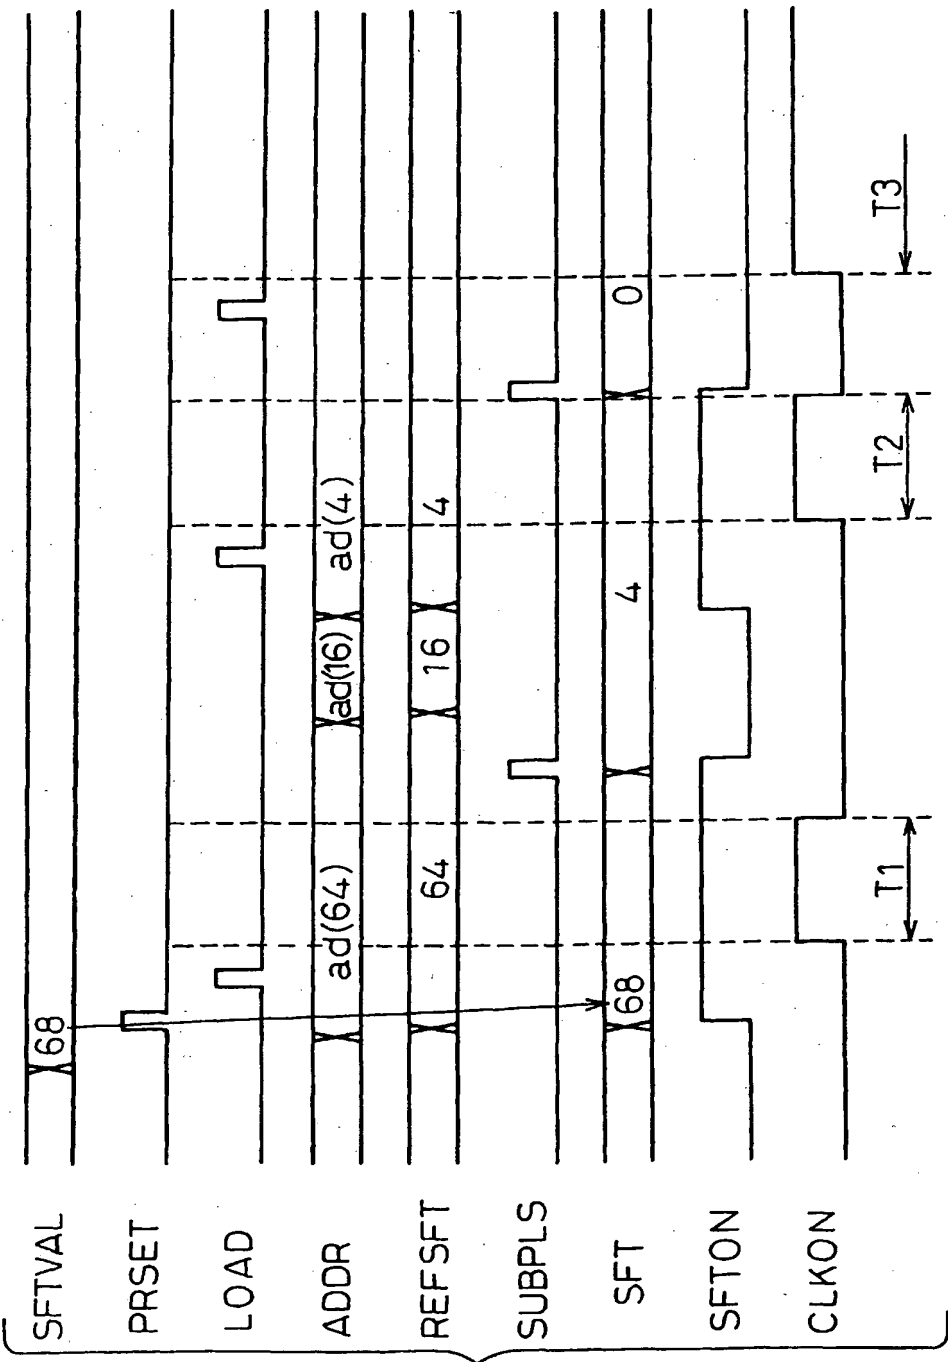 SFTVAL 68
PRSET
LOAD
ADDR ad(64) ad(16) ad(4)
REFSFT 64 16 4
SUBPLS
SFT 68 4 0
SFTON
CLKON
T1 T2 T3